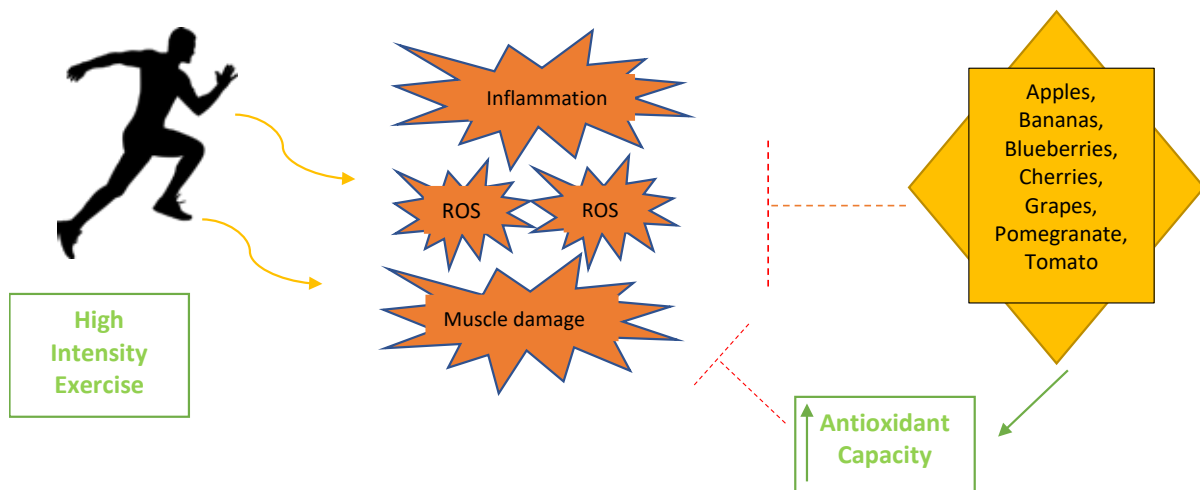 Inflammation
ROS
ROS
Muscle damage
High
Intensity
Exercise
Apples,
Bananas,
Blueberries,
Cherries,
Grapes,
Pomegranate,
Tomato
Antioxidant
Capacity